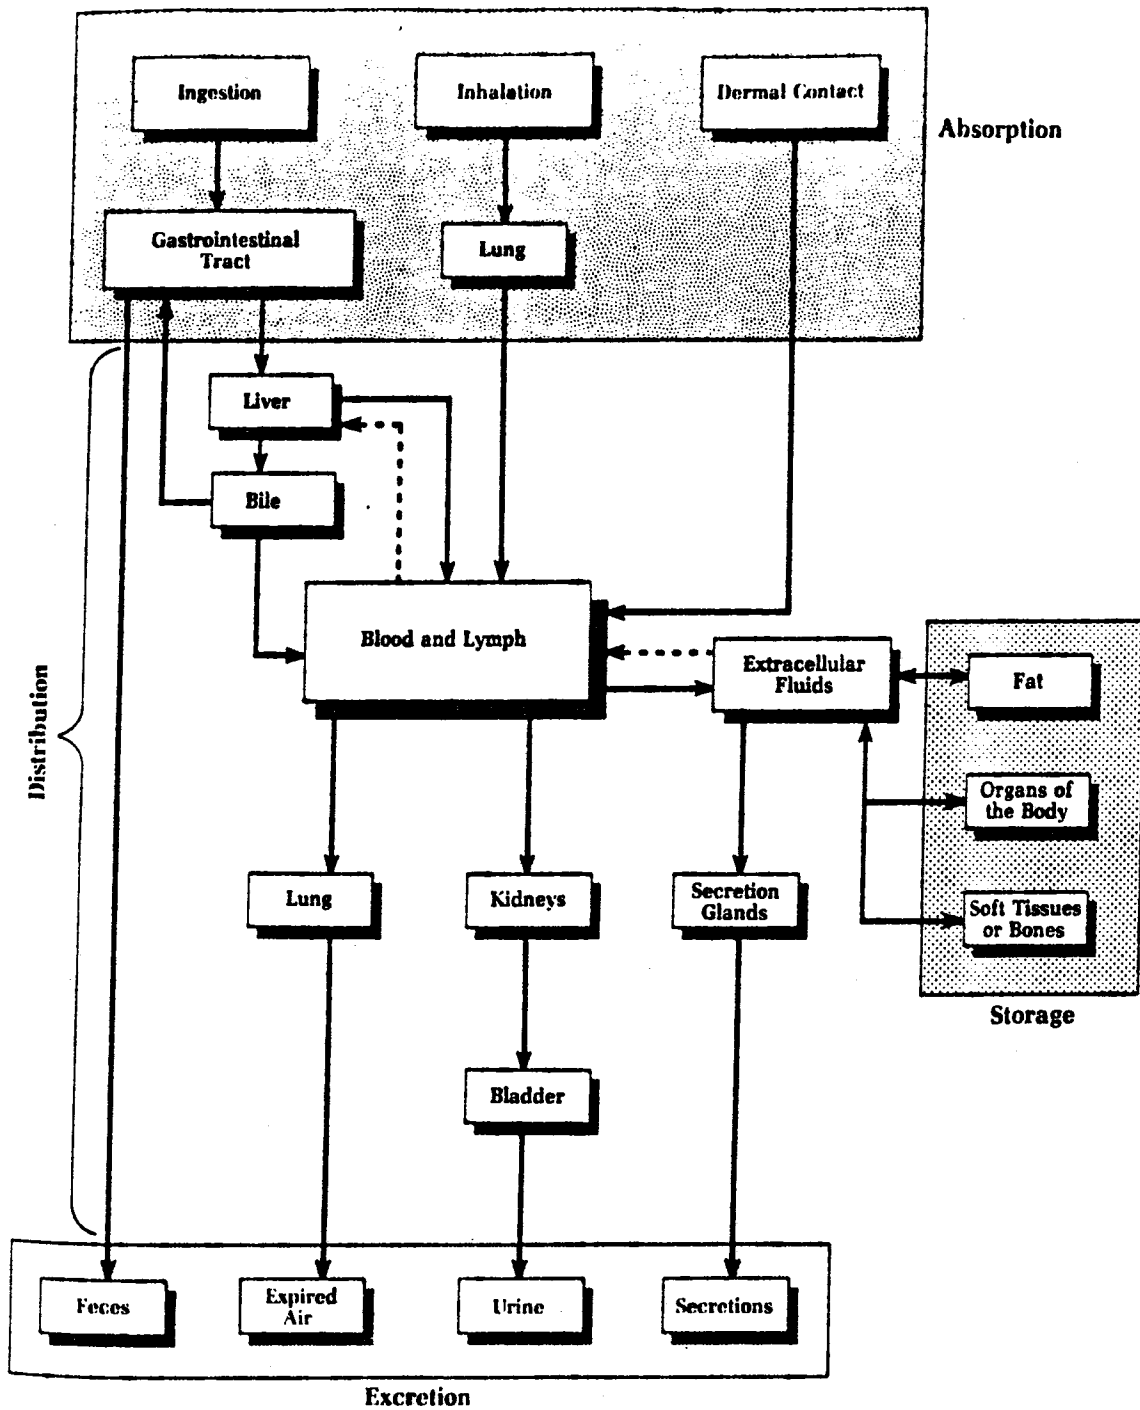 Ingestion
Inhalation
Dermal Contact
Absorption
Gastrointestinal
Tract
Lung
Liver
Bile
Blood and Lymph
Extracellular
Fluids
Fat
Organs of
the Body
Soft Tissues
or Bones
Storage
Distribution
Lung
Kidneys
Secretion
Glands
Bladder
Feces
Expired
Air
Urine
Secretions
Excretion